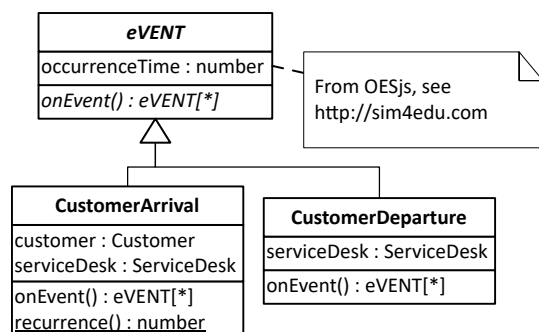 eVENT
occurrenceTime : number
onEvent() : eVENT[*]
From OESjs, see
http://sim4edu.com
CustomerArrival
customer : Customer
serviceDesk : ServiceDesk
onEvent() : eVENT[*]
recurrence() : number
CustomerDeparture
serviceDesk : ServiceDesk
onEvent() : eVENT[*]